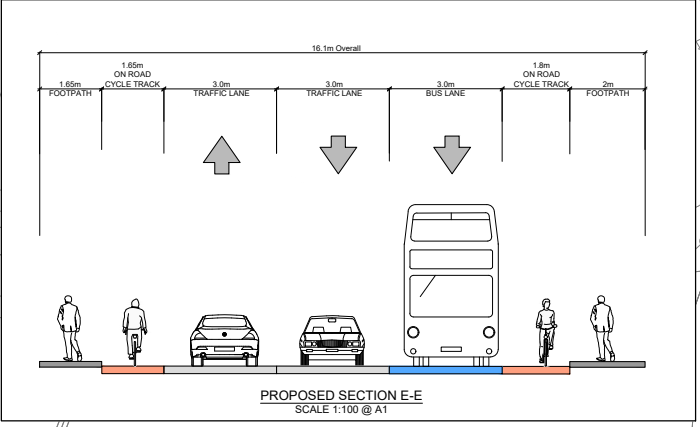 16.1m Overall
1.65m
FOOTPATH
1.65m
ON ROAD
CYCLE TRACK
3.0m
TRAFFIC LANE
3.0m
TRAFFIC LANE
3.0m
BUS LANE
1.8m
ON ROAD
CYCLE TRACK
2m
FOOTPATH
PROPOSED SECTION E-E
SCALE 1:100 @ A1